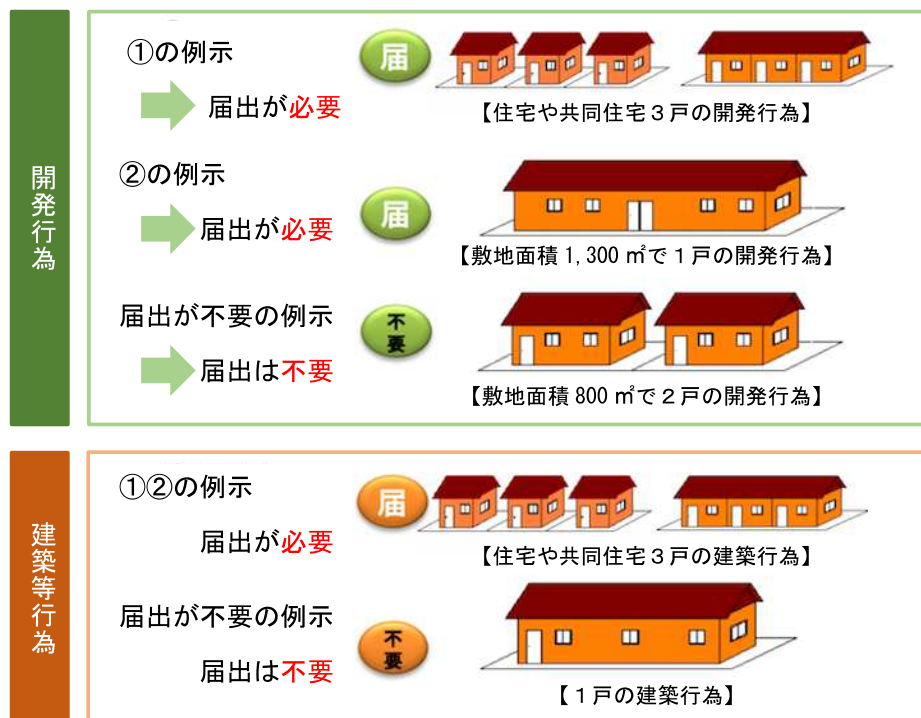 開発行為
①の例示
届
届出が必要
【住宅や共同住宅３戸の開発行為】
②の例示
届
届出が必要
【敷地面積 1,300 ㎡で１戸の開発行為】
届出が不要の例示
不要
届出は不要
【敷地面積 800 ㎡で２戸の開発行為】
建築等行為
①②の例示
届
届出が必要
【住宅や共同住宅３戸の建築行為】
届出が不要の例示
不要
届出は不要
【１戸の建築行為】